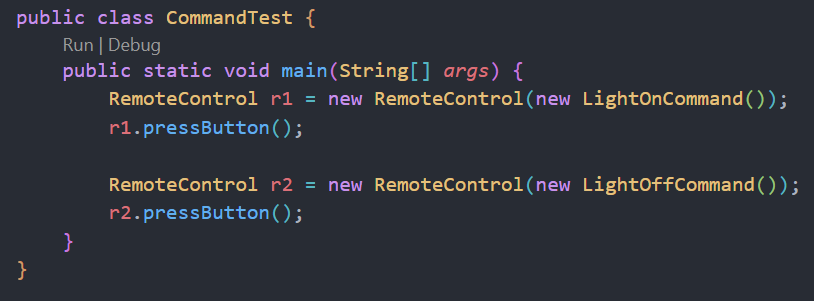 public class CommandTest {
Run | Debug
public static void main(String[] args) {
RemoteControl r1 = new RemoteControl(new LightOnCommand());
r1.pressButton();
RemoteControl r2 = new RemoteControl(new LightOffCommand());
r2.pressButton();
}
}